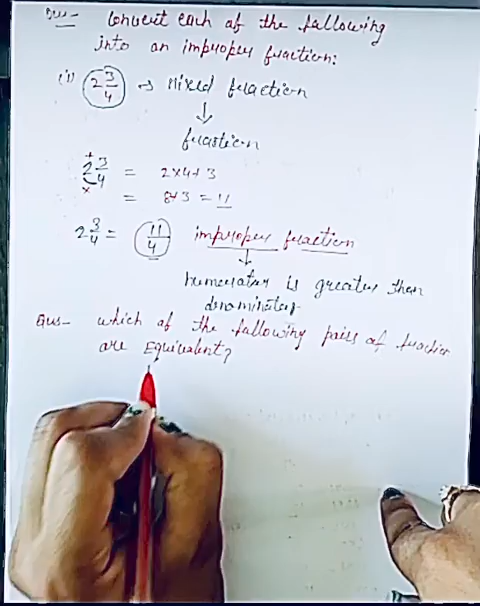 Qus:- Convert each of the following
into an improper fraction:
(i) 2 3/4 → Mixed fraction
↓
fraction
2 3/4 = 2×4+3
= 8+3 = 11
2 3/4 = 11/4 improper fraction
↓
numerator is greater than
denominator
Qus- which of the following pairs of fraction
are Equivalent?